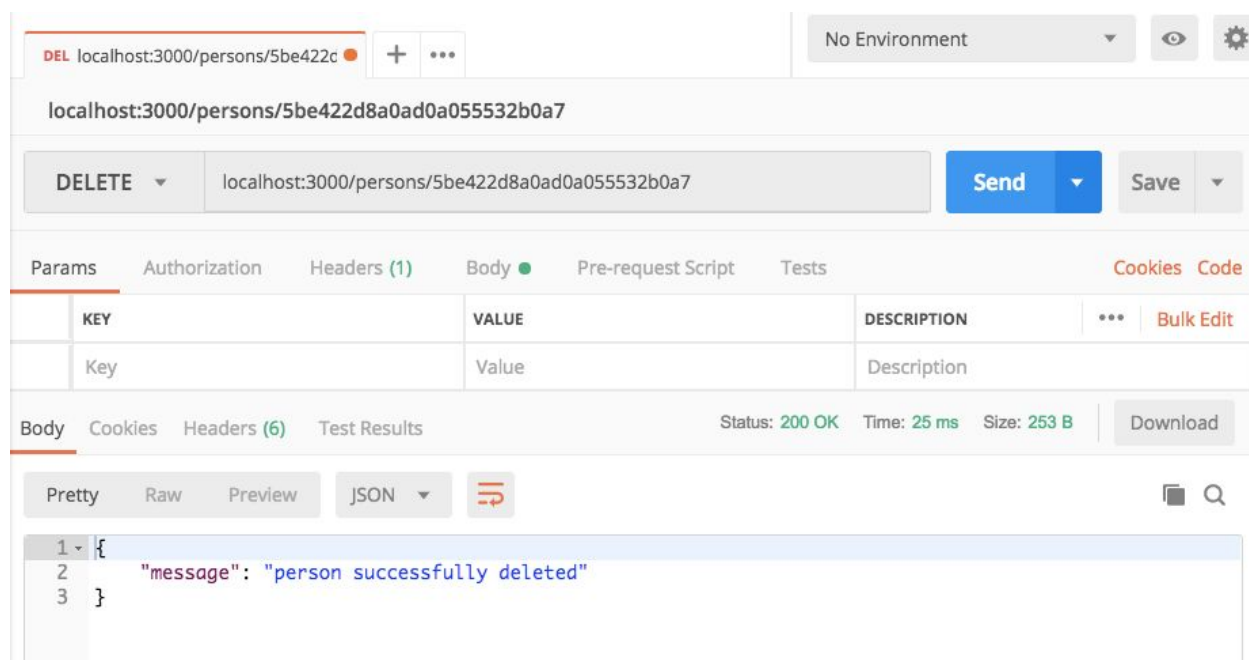 DEL localhost:3000/persons/5be422d
No Environment
localhost:3000/persons/5be422d8a0ad0a055532b0a7
DELETE localhost:3000/persons/5be422d8a0ad0a055532b0a7 Send Save
Params Authorization Headers (1) Body Pre-request Script Tests Cookies Code
KEY VALUE DESCRIPTION Bulk Edit
Key Value Description
Body Cookies Headers (6) Test Results Status: 200 OK Time: 25 ms Size: 253 B Download
Pretty Raw Preview JSON
1 {
2 "message": "person successfully deleted"
3 }